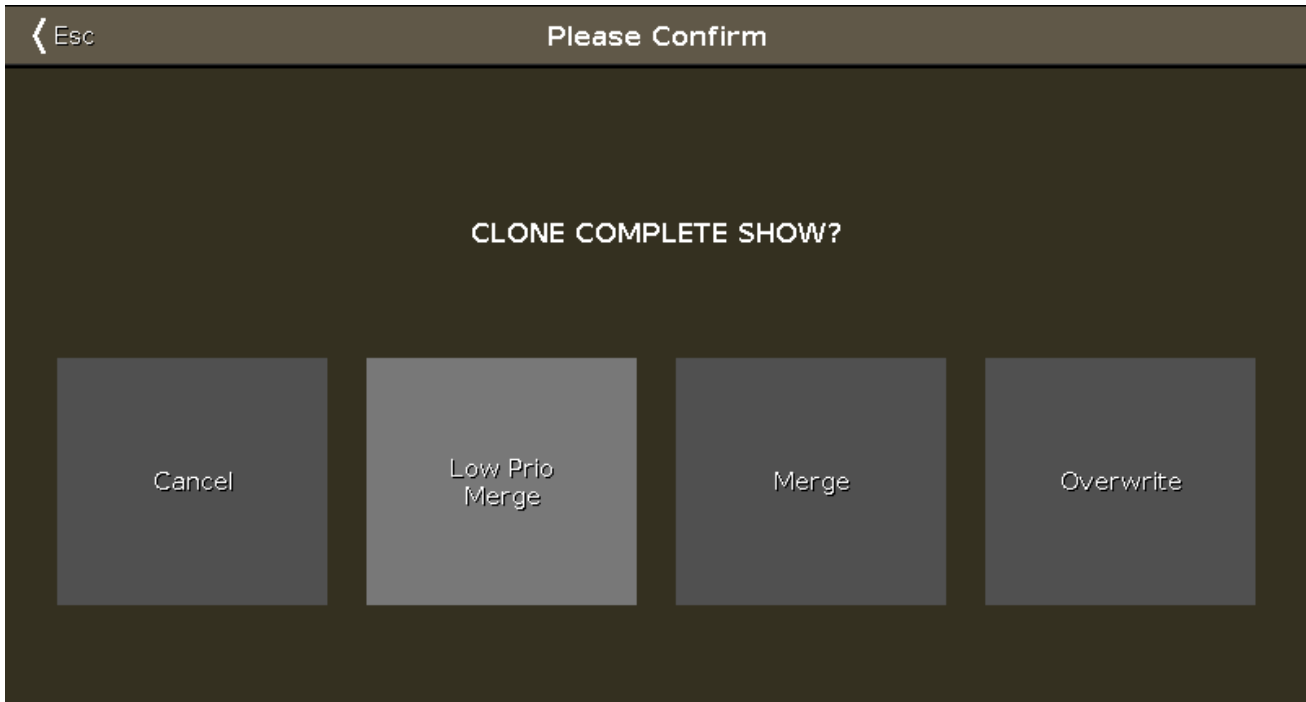 Esc
Please Confirm
CLONE COMPLETE SHOW?
Cancel
Low Prio
Merge
Merge
Overwrite